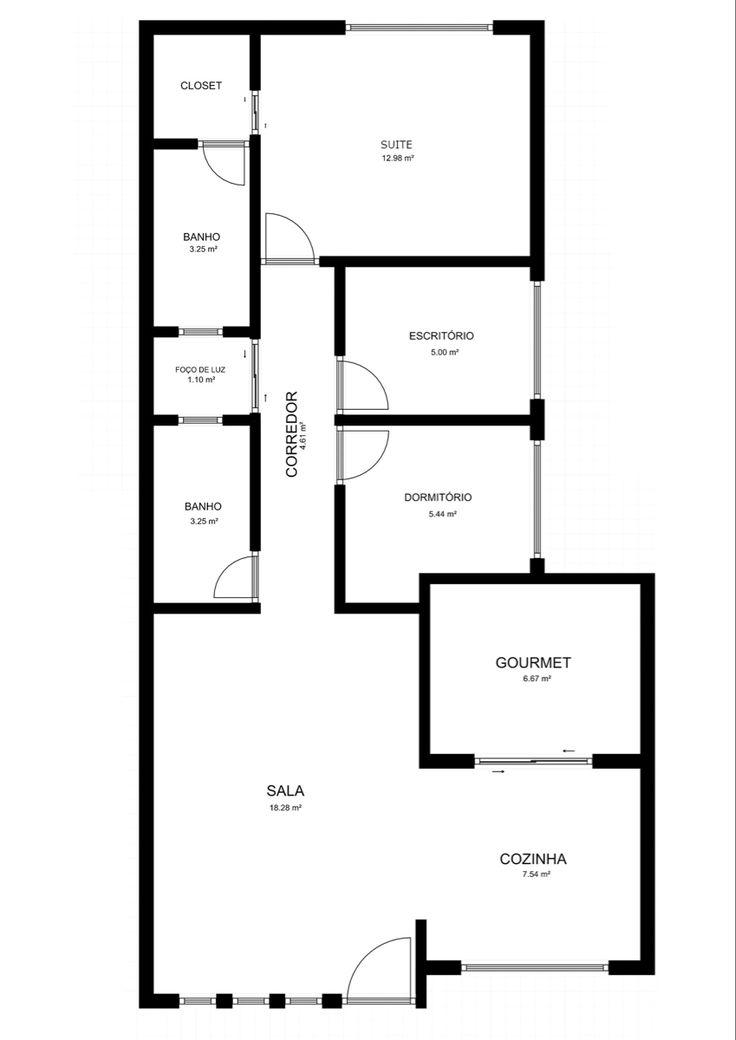 CLOSET
SUITE
12.98 m²
BANHO
3.25 m²
ESCRITÓRIO
5.00 m²
FOÇO DE LUZ
1.10 m²
CORREDOR
4.61 m²
DORMITÓRIO
5.44 m²
BANHO
3.25 m²
GOURMET
6.67 m²
SALA
18.28 m²
COZINHA
7.54 m²